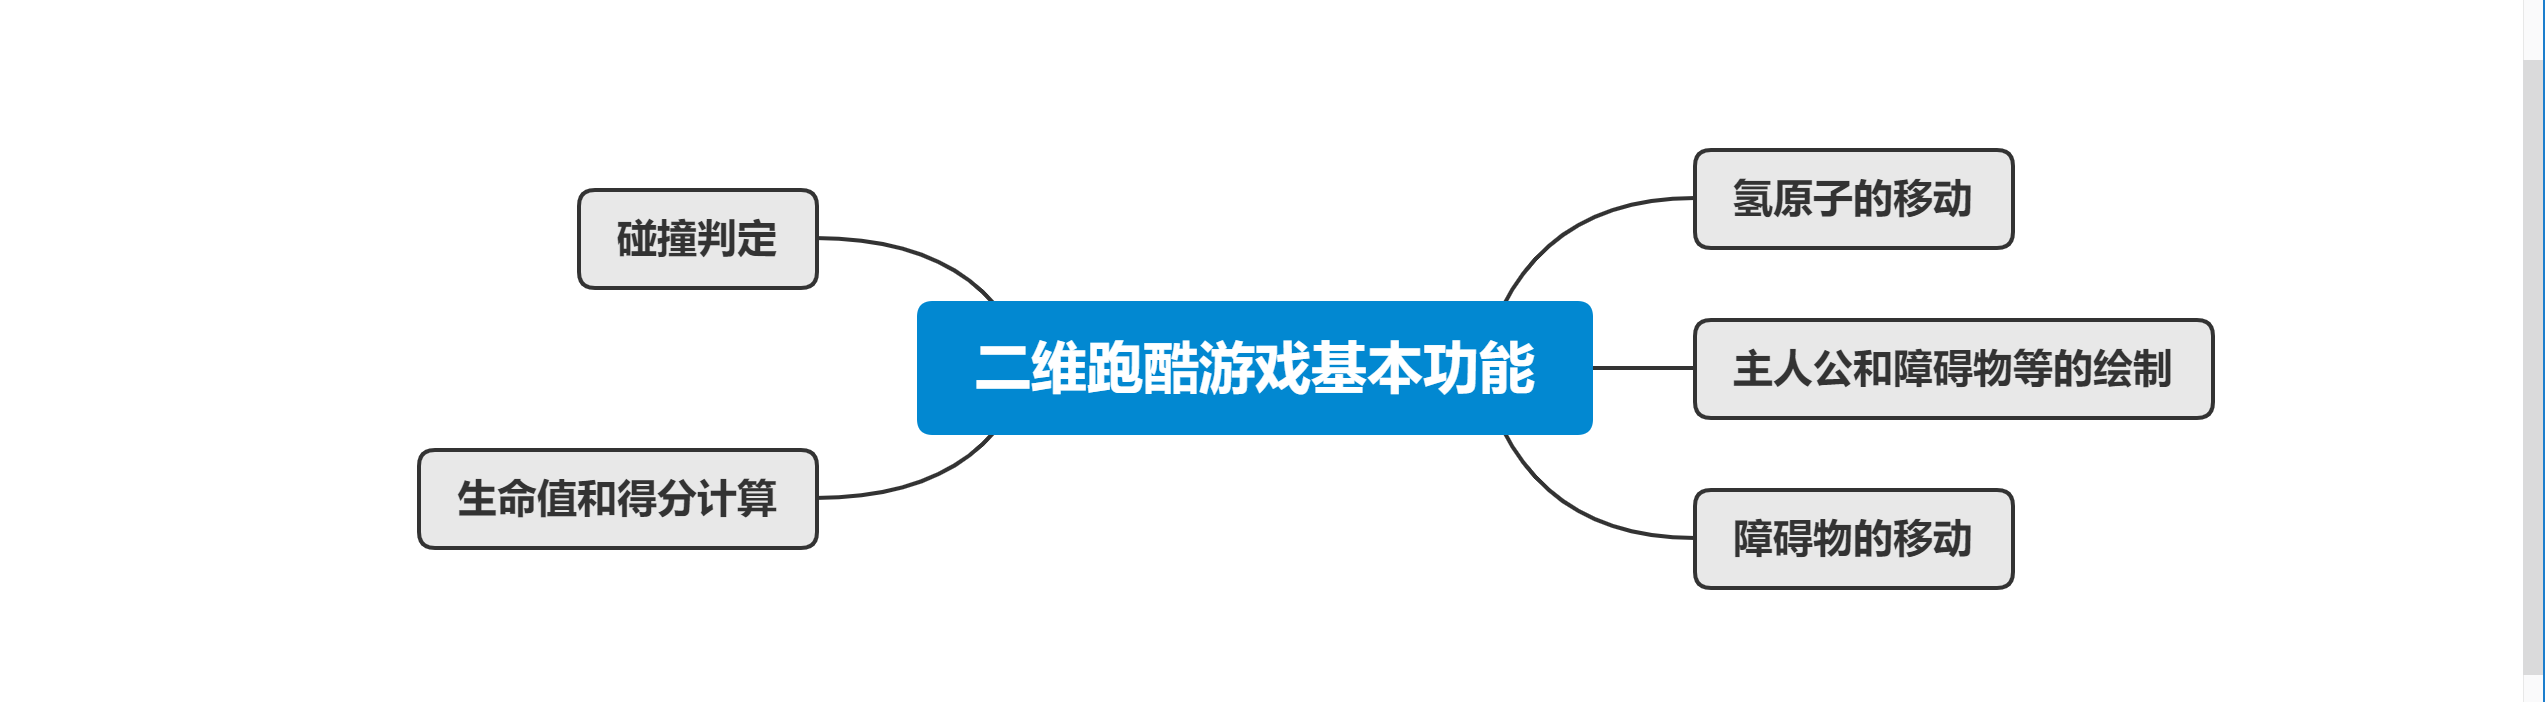 二维跑酷游戏基本功能
氢原子的移动
主人公和障碍物等的绘制
障碍物的移动
碰撞判定
生命值和得分计算